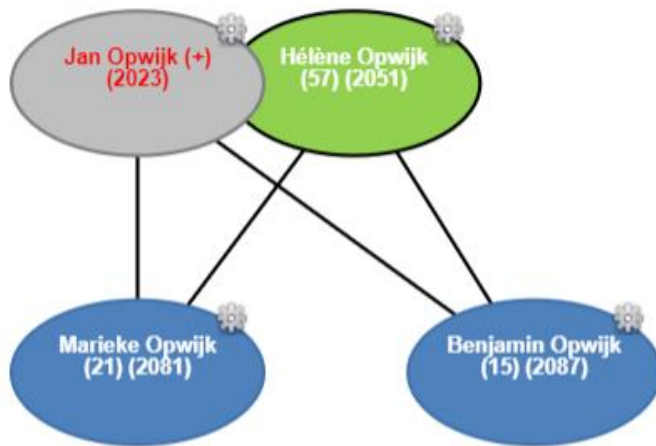 Jan Opwijk (+)
(2023)
Hélène Opwijk
(57) (2051)
Marieke Opwijk
(21) (2081)
Benjamin Opwijk
(15) (2087)